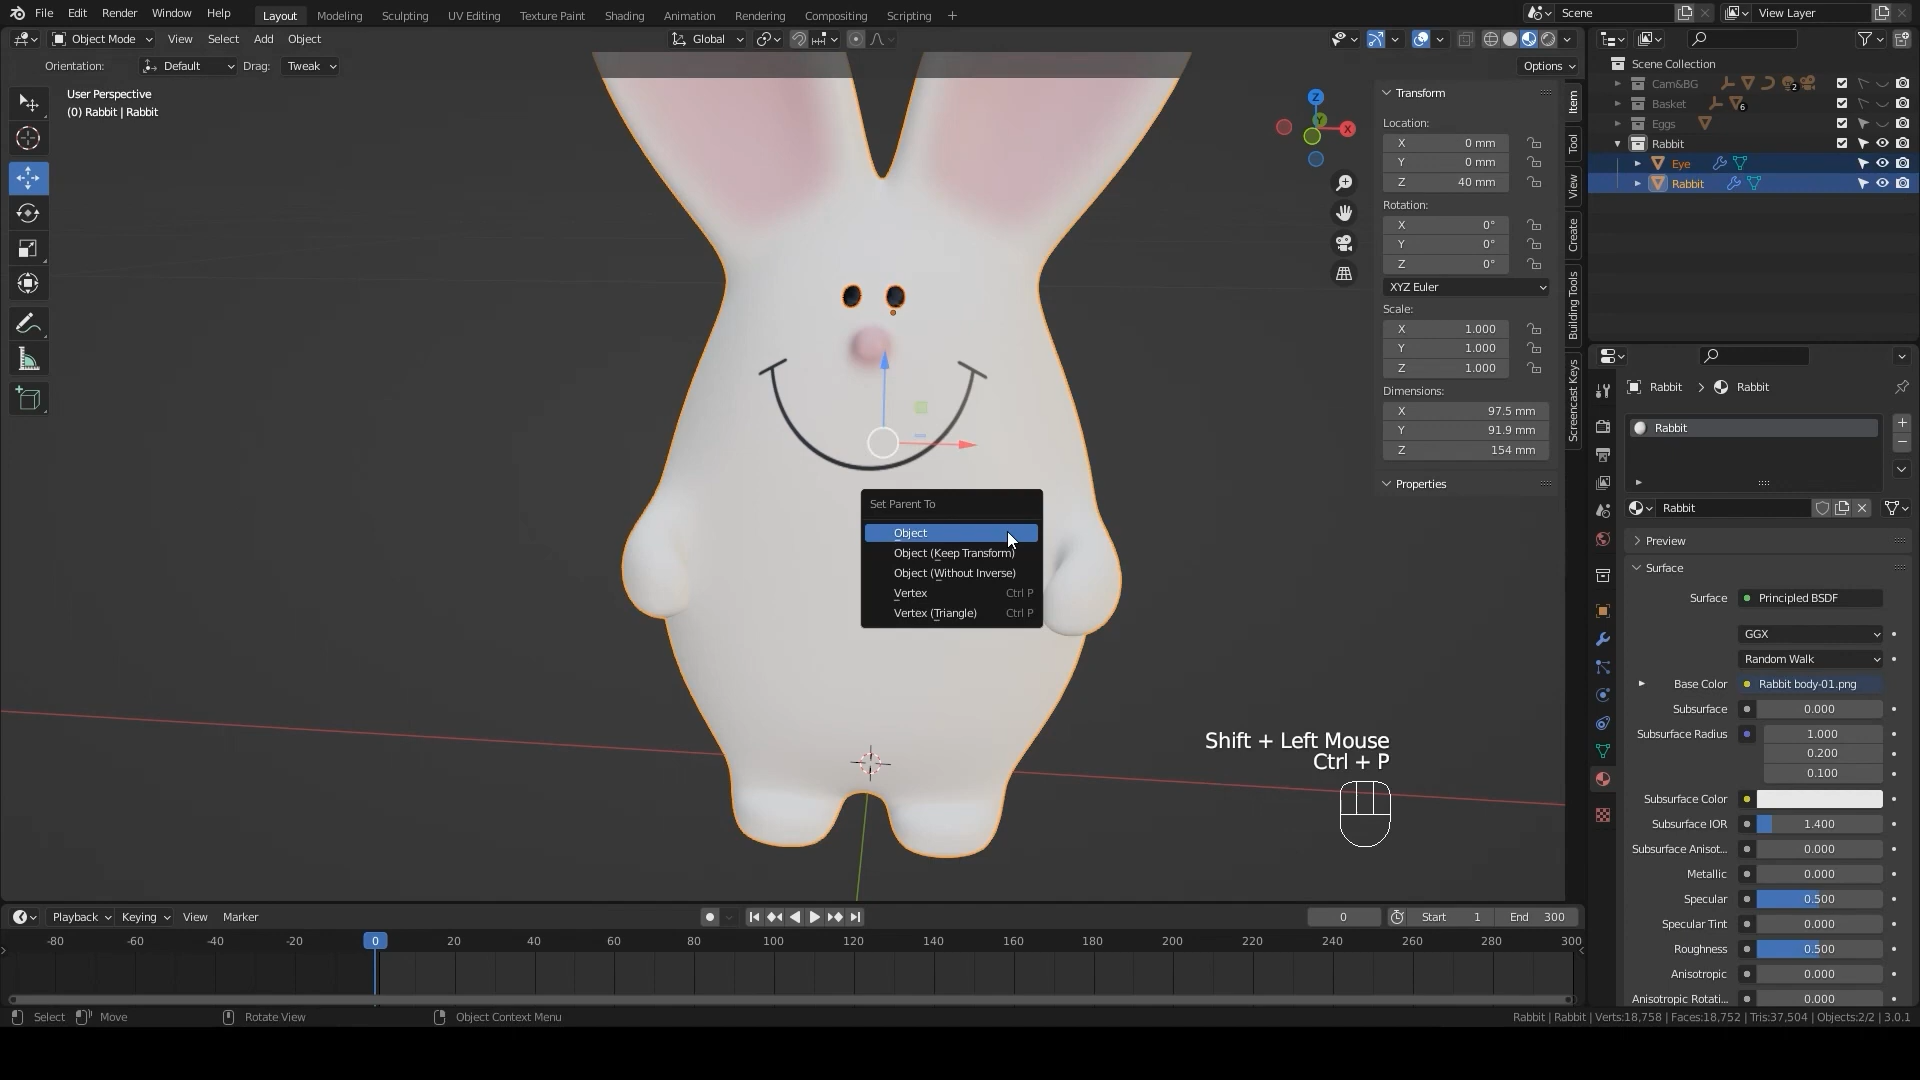 File Edit Render Window Help Layout Modeling Sculpting UV Editing Texture Paint Shading Animation Rendering Compositing Scripting + Scene View Layer
Object Mode View Select Add Object Global
Orientation: Default Drag: Tweak Options
User Perspective
(0) Rabbit | Rabbit
Z
Y
X
Transform
Location:
X 0 mm
Y 0 mm
Z 40 mm
Rotation:
X 0°
Y 0°
Z 0°
XYZ Euler
Scale:
X 1.000
Y 1.000
Z 1.000
Dimensions:
X 97.5 mm
Y 91.9 mm
Z 154 mm
Properties
Item
Tool
View
Create
Building Tools
Screencast Keys
Scene Collection
Cam&BG 2
Basket 6
Eggs
Rabbit
Eye
Rabbit
Rabbit > Rabbit
Rabbit
Rabbit
Preview
Surface
Surface Principled BSDF
GGX
Random Walk
Base Color Rabbit body-01.png
Subsurface 0.000
Subsurface Radius 1.000
0.200
0.100
Subsurface Color
Subsurface IOR 1.400
Subsurface Anisot... 0.000
Metallic 0.000
Specular 0.500
Specular Tint 0.000
Roughness 0.500
Anisotropic 0.000
Anisotropic Rotati... 0.000
Set Parent To
Object
Object (Keep Transform)
Object (Without Inverse)
Vertex Ctrl P
Vertex (Triangle) Ctrl P
Shift + Left Mouse
Ctrl + P
Playback Keying View Marker 0 Start 1 End 300
-80 -60 -40 -20 0 20 40 60 80 100 120 140 160 180 200 220 240 260 280 300
Select Move Rotate View Object Context Menu Rabbit | Rabbit | Verts:18,758 | Faces:18,752 | Tris:37,504 | Objects:2/2 | 3.0.1